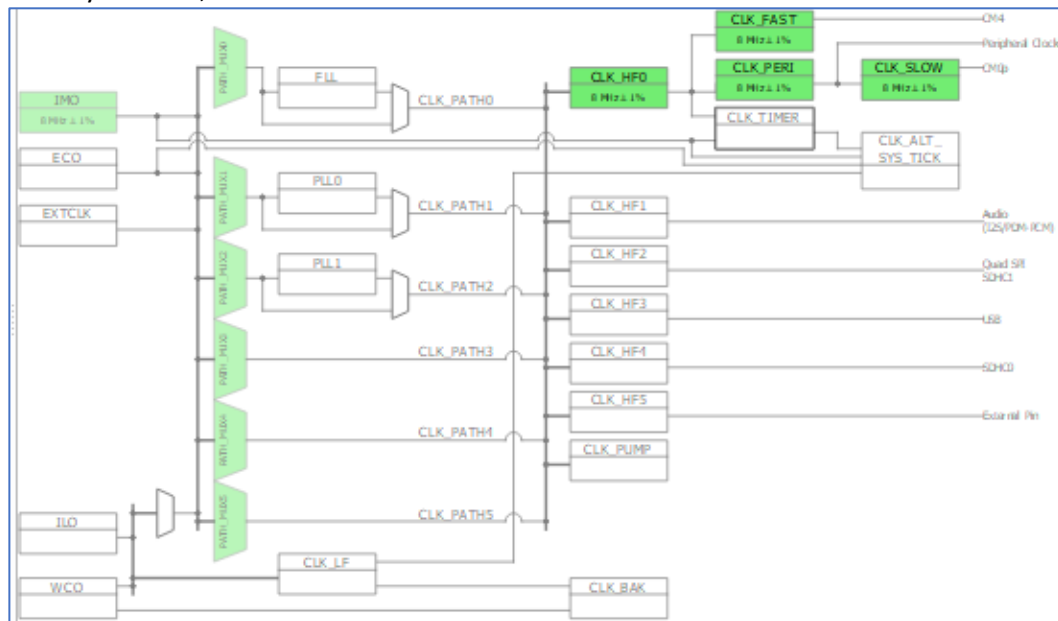 CLK_FAST
8 MHz ± 1%
CM4
Peripheral Clock
CLK_HF0
8 MHz ± 1%
CLK_PERI
8 MHz ± 1%
CLK_SLOW
8 MHz ± 1%
CM0p
PATH_MUX0
FLL
CLK_PATH0
IMO
8 MHz ± 1%
CLK_TIMER
CLK_ALT_
SYS_TICK
ECO
PATH_MUX1
PLL0
CLK_PATH1
EXTCLK
CLK_HF1
Audio
(I2S/PDM-PCM)
PATH_MUX2
PLL1
CLK_PATH2
CLK_HF2
Quad SPI
SDHC1
CLK_HF3
USB
PATH_MUX3
CLK_PATH3
CLK_HF4
SDHC0
CLK_HF5
External Pin
PATH_MUX4
CLK_PATH4
CLK_PUMP
PATH_MUX5
CLK_PATH5
ILO
CLK_LF
WCO
CLK_BAK